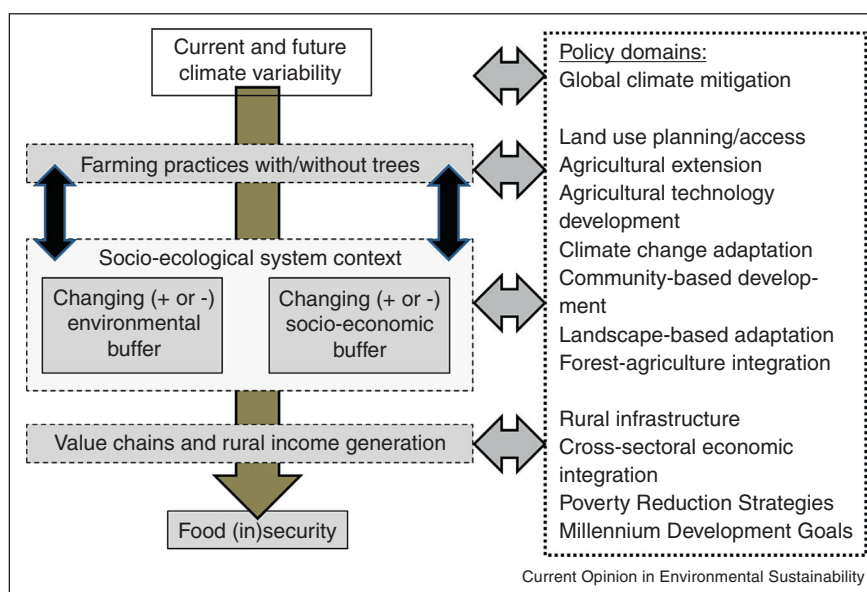 Current and future
climate variability
Farming practices with/without trees
Socio-ecological system context
Changing (+ or -)
environmental
buffer
Changing (+ or -)
socio-economic
buffer
Value chains and rural income generation
Food (in)security
Policy domains:
Global climate mitigation
Land use planning/access
Agricultural extension
Agricultural technology
development
Climate change adaptation
Community-based develop-
ment
Landscape-based adaptation
Forest-agriculture integration
Rural infrastructure
Cross-sectoral economic
integration
Poverty Reduction Strategies
Millennium Development Goals
Current Opinion in Environmental Sustainability